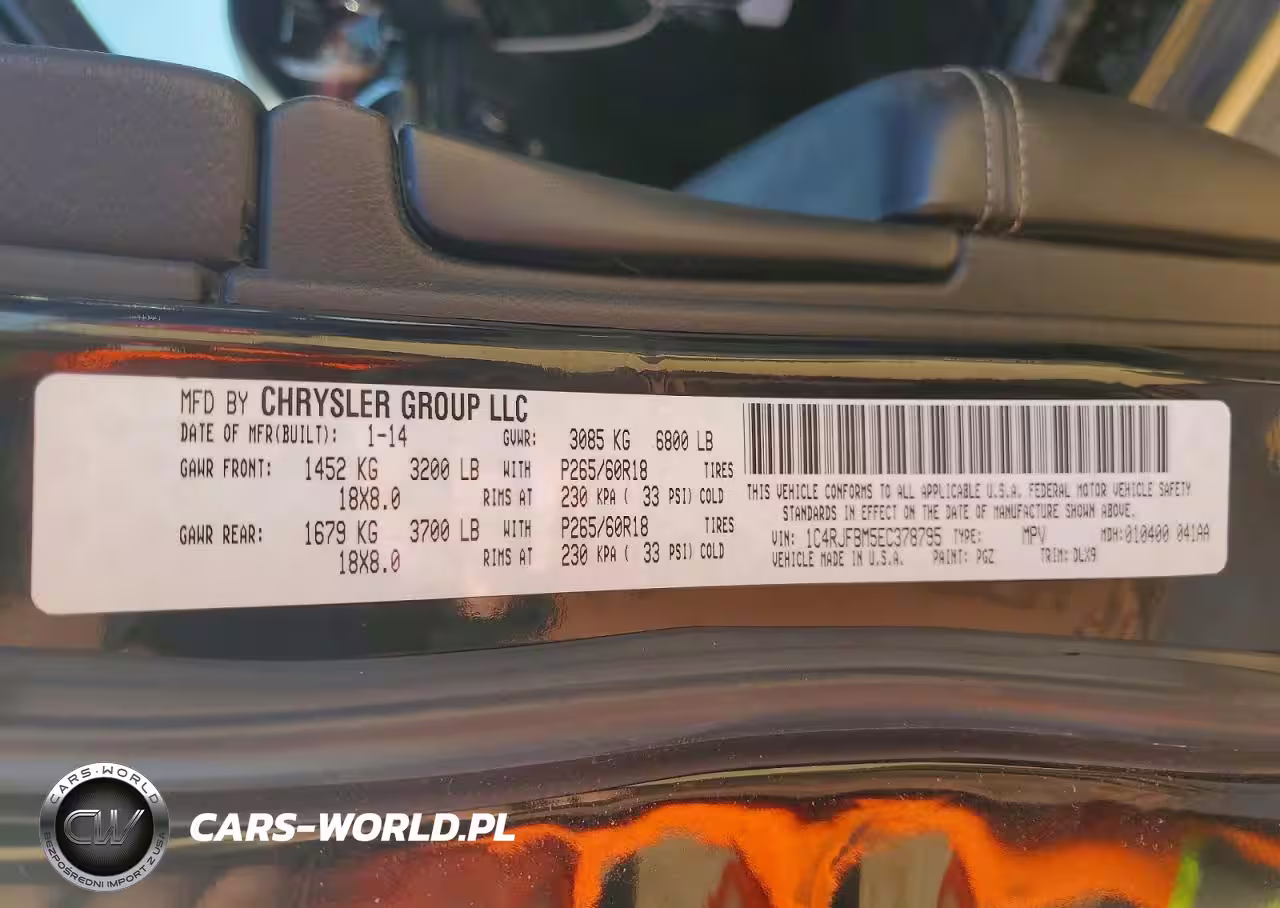 MFD BY CHRYSLER GROUP LLC
DATE OF MFR(BUILT): 1-14 GVWR: 3085 KG 6800 LB
GAWR FRONT: 1452 KG 3200 LB WITH P265/60R18 TIRES
18X8.0 RIMS AT 230 KPA ( 33 PSI) COLD
GAWR REAR: 1679 KG 3700 LB WITH P265/60R18 TIRES
18X8.0 RIMS AT 230 KPA ( 33 PSI) COLD
THIS VEHICLE CONFORMS TO ALL APPLICABLE U.S.A. FEDERAL MOTOR VEHICLE SAFETY
STANDARDS IN EFFECT ON THE DATE OF MANUFACTURE SHOWN ABOVE.
VIN: 1C4RJFBM5EC378795 TYPE: MPV MDH:010400 041AA
VEHICLE MADE IN U.S.A. PAINT: PGZ TRIM: DLX9
CARS-WORLD
CW
BEZPOŚREDNI IMPORT Z USA
CARS-WORLD.PL